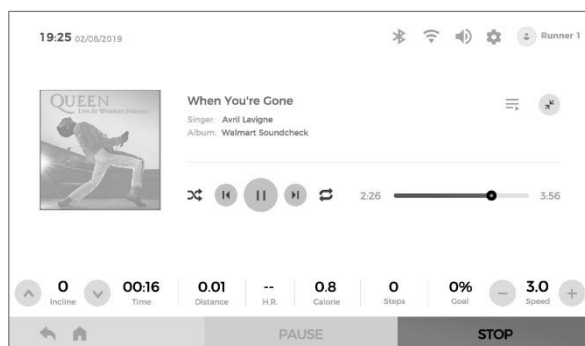 19:25 02/08/2019
Runner 1
QUEEN
LIVE AT WEMBLEY STADIUM
When You're Gone
Singer: Avril Lavigne
Album: Walmart Soundcheck
2:26 3:56
0 00:16 0.01 -- 0.8 0 0% 3.0
Incline Time Distance H.R. Calorie Steps Goal Speed
PAUSE STOP